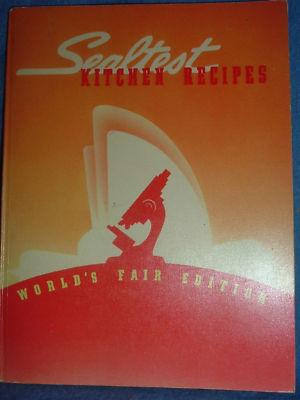 Sealtest
KITCHEN RECIPES
WORLD'S FAIR EDITION